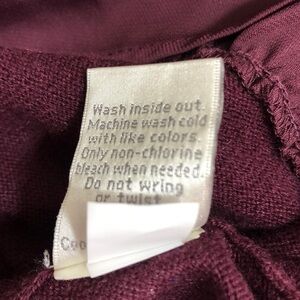 Wash inside out.
Machine wash cold
with like colors.
Only non-chlorine
bleach when needed.
Do not wring
or twist